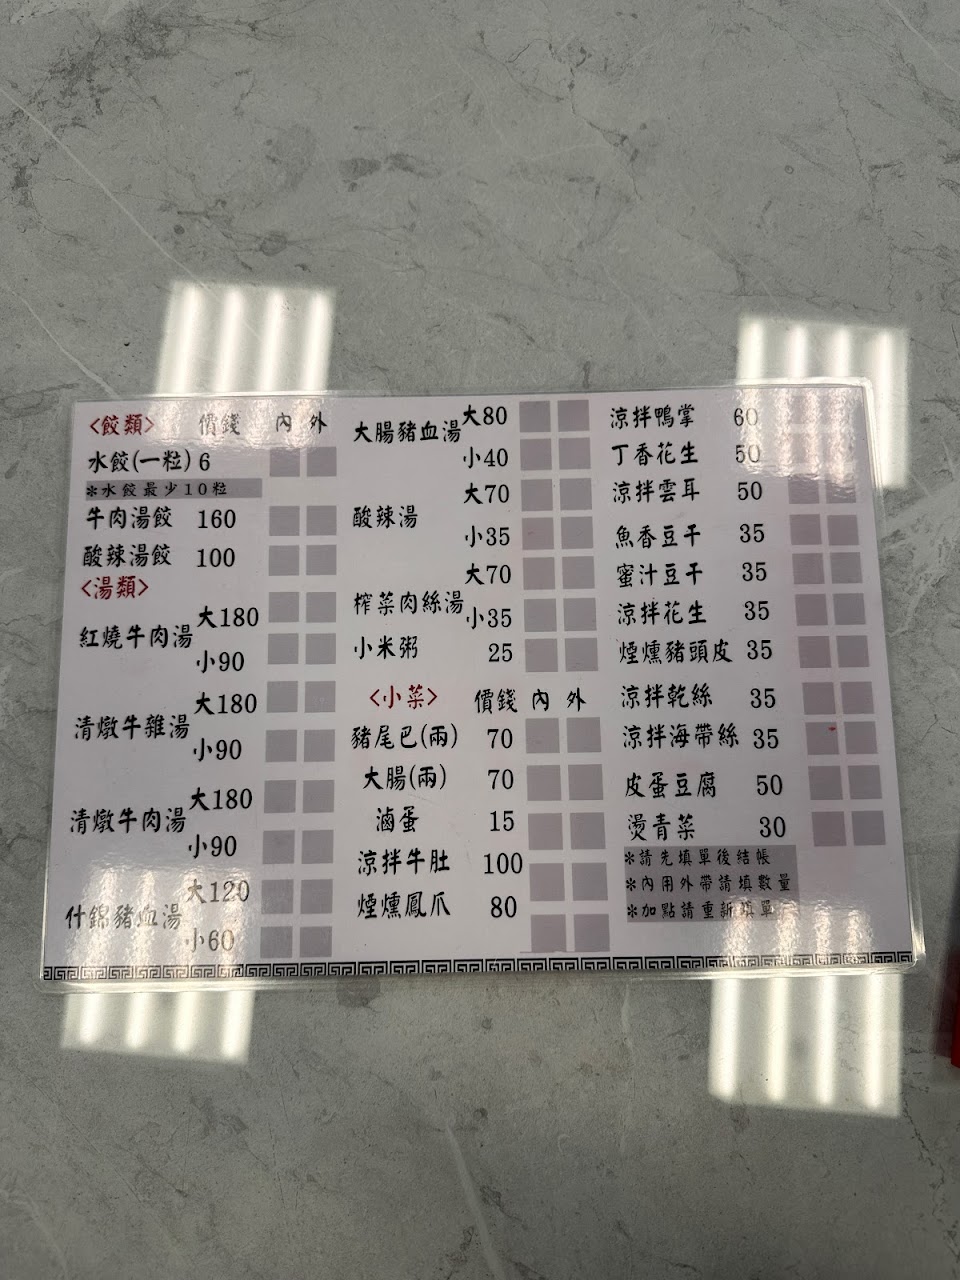 <餃類> 價錢 內 外
水餃(一粒) 6
*水餃最少10粒
牛肉湯餃 160
酸辣湯餃 100
<湯類>
紅燒牛肉湯 大180
小90
清燉牛雜湯 大180
小90
清燉牛肉湯 大180
小90
什錦豬血湯 大120
小60
大腸豬血湯 大80
小40
酸辣湯 大70
小35
榨菜肉絲湯 大70
小35
小米粥 25
<小菜> 價錢 內 外
豬尾巴(兩) 70
大腸(兩) 70
滷蛋 15
涼拌牛肚 100
煙燻鳳爪 80
涼拌鴨掌 60
丁香花生 50
涼拌雲耳 50
魚香豆干 35
蜜汁豆干 35
涼拌花生 35
煙燻豬頭皮 35
涼拌乾絲 35
涼拌海帶絲 35
皮蛋豆腐 50
燙青菜 30
*請先填單後結帳
*內用外帶請填數量
*加點請重新填單